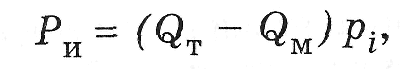 Pи = (Qт − Qм) pi,